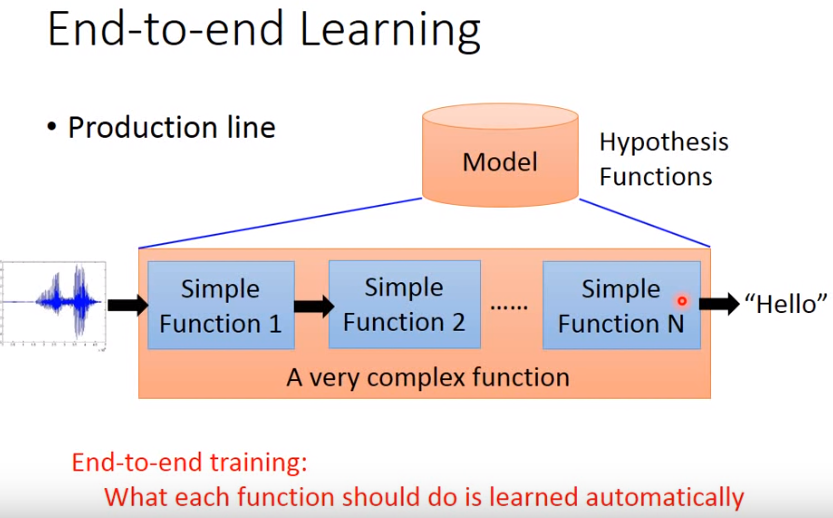 End-to-end Learning
• Production line
Model
Hypothesis
Functions
Simple
Function 1
Simple
Function 2
......
Simple
Function N
“Hello”
A very complex function
End-to-end training:
What each function should do is learned automatically